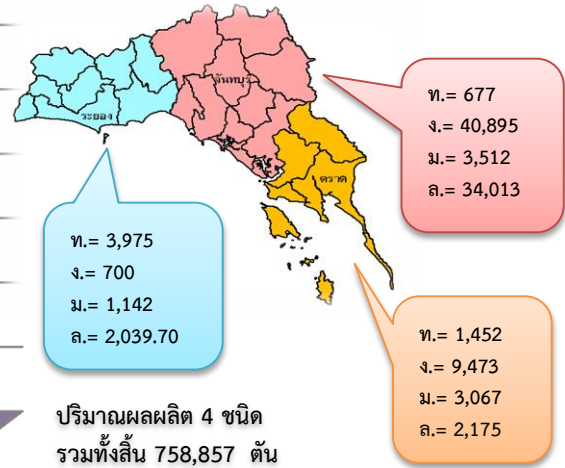 จันทบุรี
ระยอง
ตราด
ท.= 677
ง.= 40,895
ม.= 3,512
ล.= 34,013
ท.= 3,975
ง.= 700
ม.= 1,142
ล.= 2,039.70
ท.= 1,452
ง.= 9,473
ม.= 3,067
ล.= 2,175
ปริมาณผลผลิต 4 ชนิด
รวมทั้งสิ้น 758,857 ตัน